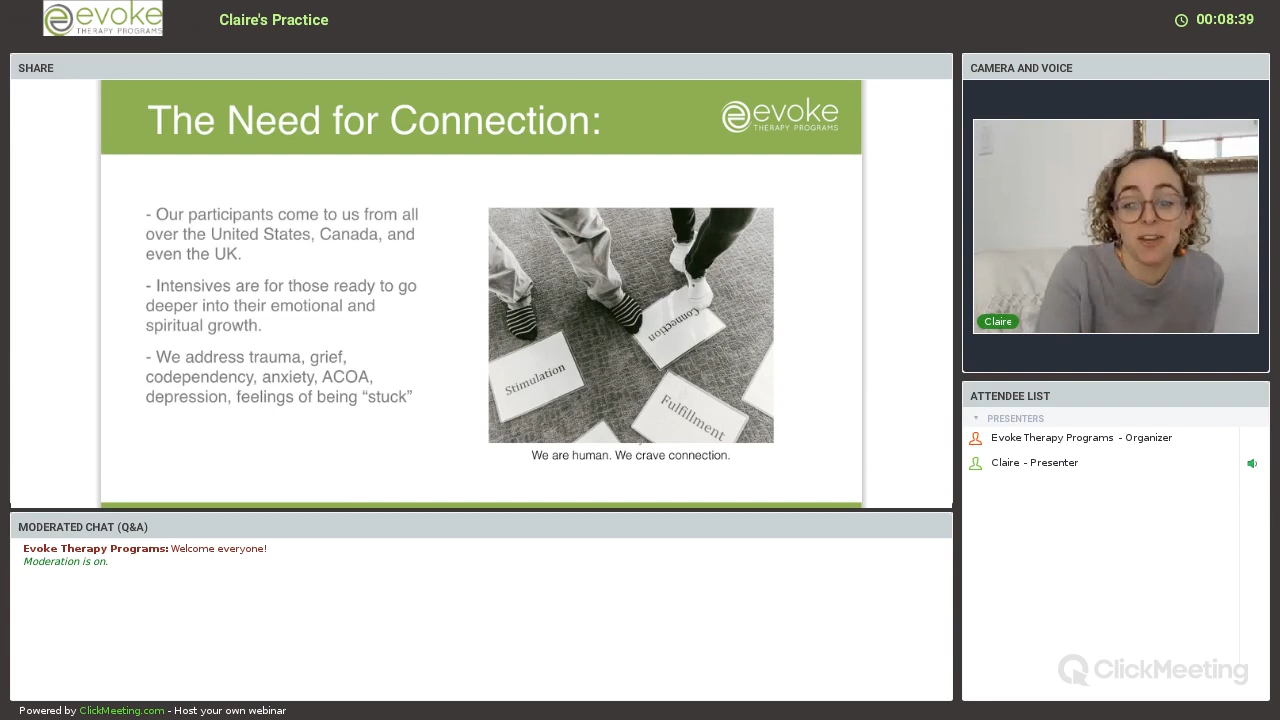 evoke
THERAPY PROGRAMS
Claire's Practice
00:08:39
SHARE
The Need for Connection:
evoke
THERAPY PROGRAMS
- Our participants come to us from all
over the United States, Canada, and
even the UK.
- Intensives are for those ready to go
deeper into their emotional and
spiritual growth.
- We address trauma, grief,
codependency, anxiety, ACOA,
depression, feelings of being “stuck”
Connection
Stimulation
Fulfillment
We are human. We crave connection.
CAMERA AND VOICE
Claire
ATTENDEE LIST
PRESENTERS
Evoke Therapy Programs - Organizer
Claire - Presenter
MODERATED CHAT (Q&A)
Evoke Therapy Programs: Welcome everyone!
Moderation is on.
ClickMeeting
Powered by ClickMeeting.com - Host your own webinar